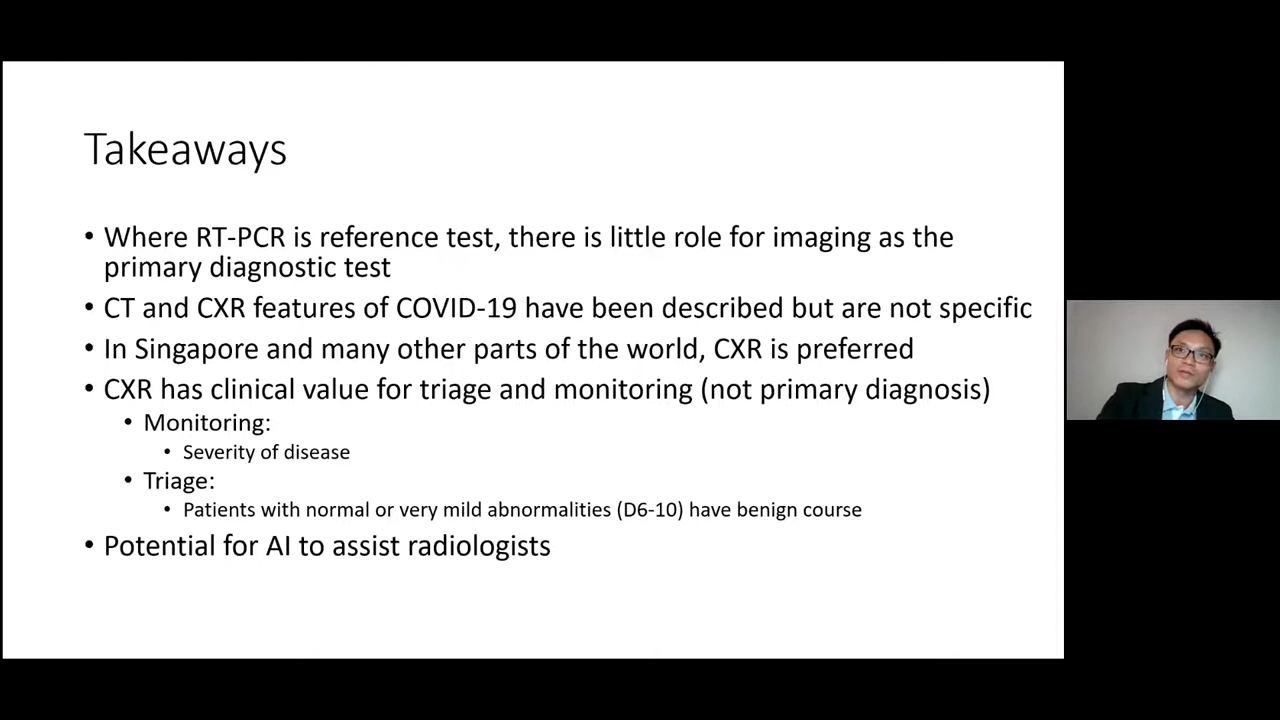 Takeaways
• Where RT-PCR is reference test, there is little role for imaging as the
primary diagnostic test
• CT and CXR features of COVID-19 have been described but are not specific
• In Singapore and many other parts of the world, CXR is preferred
• CXR has clinical value for triage and monitoring (not primary diagnosis)
• Monitoring:
• Severity of disease
• Triage:
• Patients with normal or very mild abnormalities (D6-10) have benign course
• Potential for AI to assist radiologists